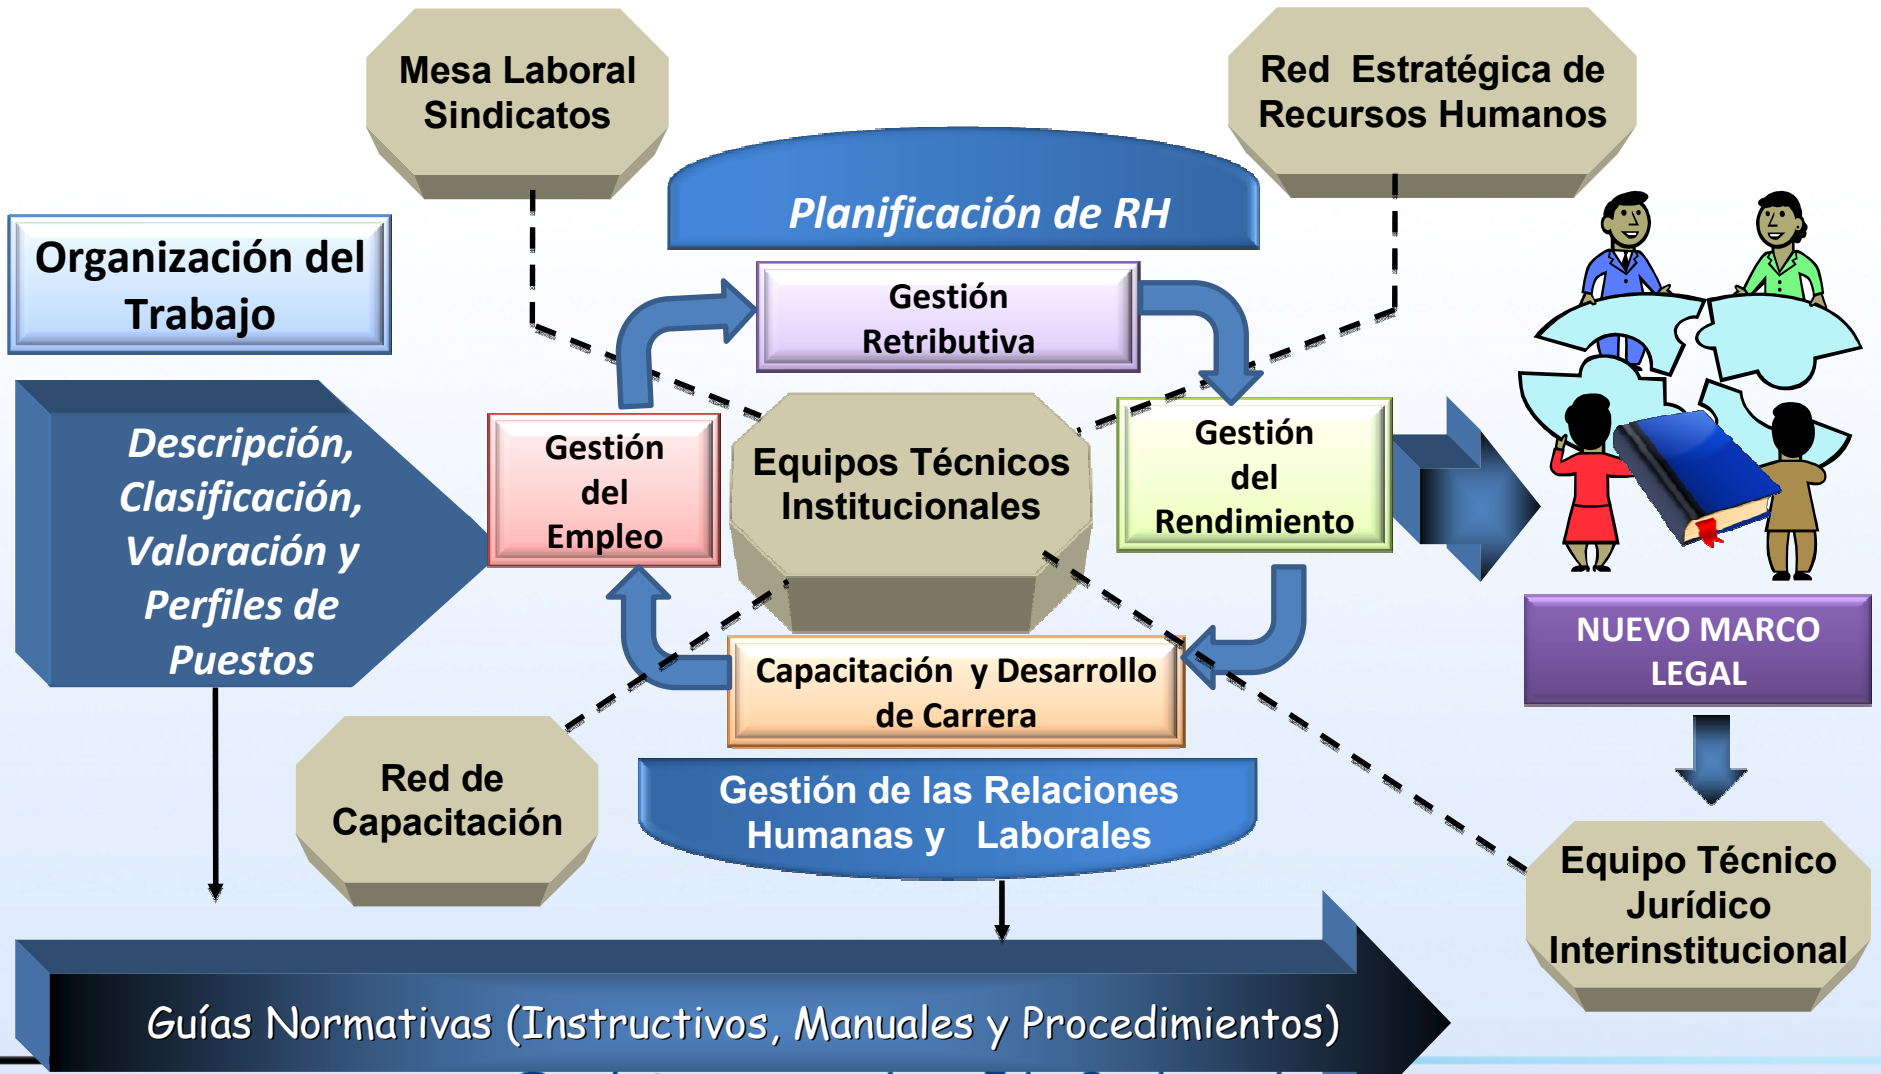 Mesa Laboral
Sindicatos
Red Estratégica de
Recursos Humanos
Planificación de RH
Organización del
Trabajo
Gestión
Retributiva
Descripción,
Clasificación,
Valoración y
Perfiles de
Puestos
Gestión
del
Empleo
Equipos Técnicos
Institucionales
Gestión
del
Rendimiento
NUEVO MARCO
LEGAL
Capacitación y Desarrollo
de Carrera
Red de
Capacitación
Gestión de las Relaciones
Humanas y Laborales
Equipo Técnico
Jurídico
Interinstitucional
Guías Normativas (Instructivos, Manuales y Procedimientos)